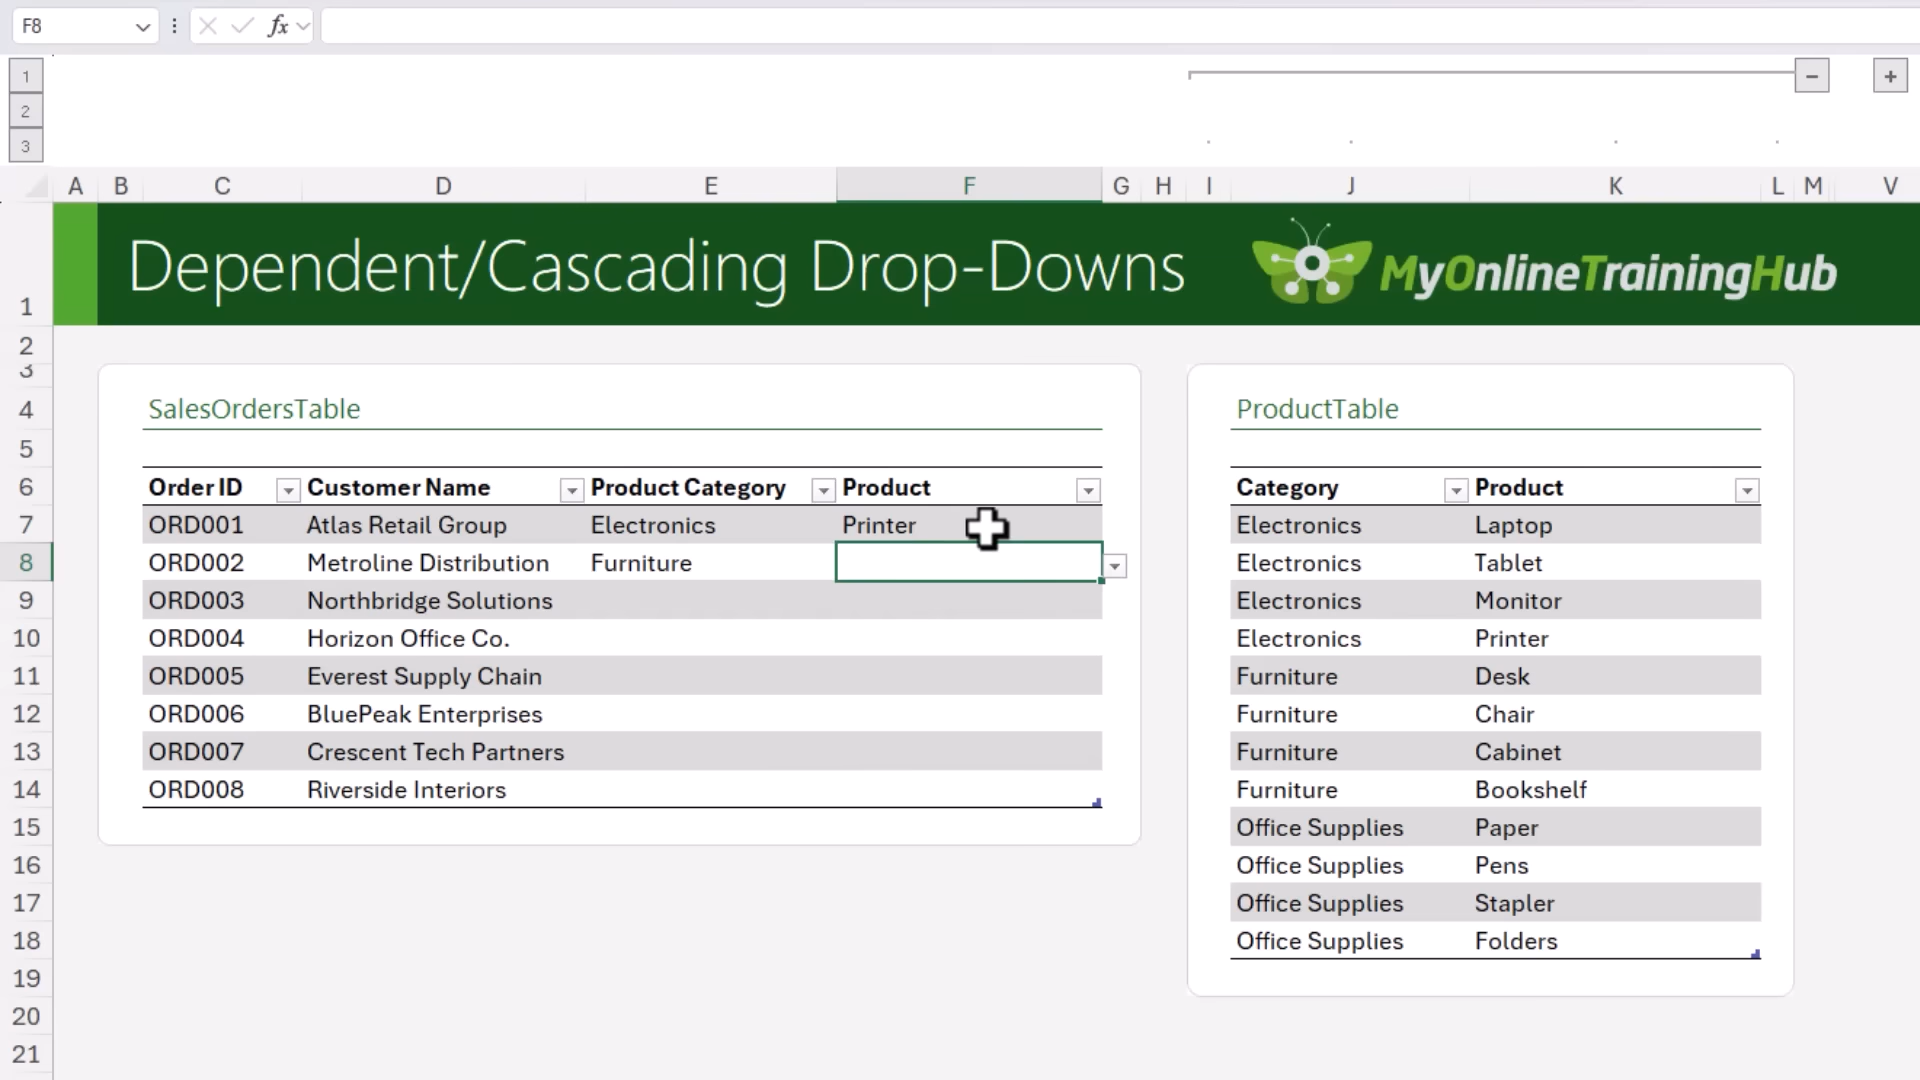 F8
fx
1
2
3
A B C D E F G H I J K L M V
1 Dependent/Cascading Drop-Downs MyOnlineTrainingHub
2
3
4 SalesOrdersTable ProductTable
5
6 Order ID Customer Name Product Category Product Category Product
7 ORD001 Atlas Retail Group Electronics Printer Electronics Laptop
8 ORD002 Metroline Distribution Furniture Electronics Tablet
9 ORD003 Northbridge Solutions Electronics Monitor
10 ORD004 Horizon Office Co. Electronics Printer
11 ORD005 Everest Supply Chain Furniture Desk
12 ORD006 BluePeak Enterprises Furniture Chair
13 ORD007 Crescent Tech Partners Furniture Cabinet
14 ORD008 Riverside Interiors Furniture Bookshelf
15 Office Supplies Paper
16 Office Supplies Pens
17 Office Supplies Stapler
18 Office Supplies Folders
19
20
21